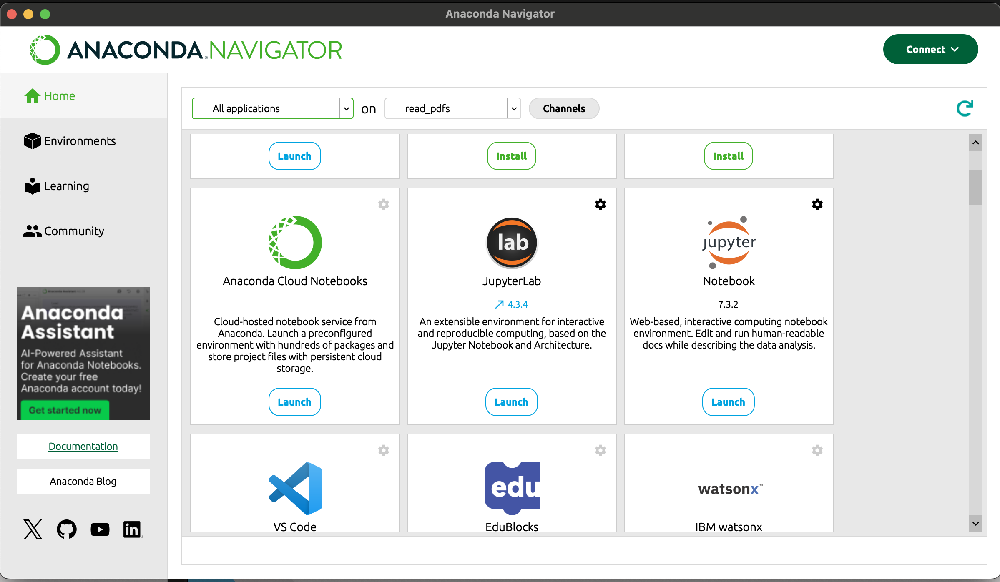 Anaconda Navigator
ANACONDA.NAVIGATOR
Connect
Home
Environments
Learning
Community
All applications
on
read_pdfs
Channels
Launch
Install
Install
Anaconda Cloud Notebooks
Cloud-hosted notebook service from
Anaconda. Launch a preconfigured
environment with hundreds of packages and
store project files with persistent cloud
storage.
Launch
lab
JupyterLab
4.3.4
An extensible environment for interactive
and reproducible computing, based on the
Jupyter Notebook and Architecture.
Launch
jupyter
Notebook
7.3.2
Web-based, interactive computing notebook
environment. Edit and run human-readable
docs while describing the data analysis.
Launch
VS Code
edu
EduBlocks
watsonx™
IBM watsonx
Anaconda
Assistant
AI-Powered Assistant
for Anaconda Notebooks.
Create your free
Anaconda account today!
Get started now
Documentation
Anaconda Blog
in